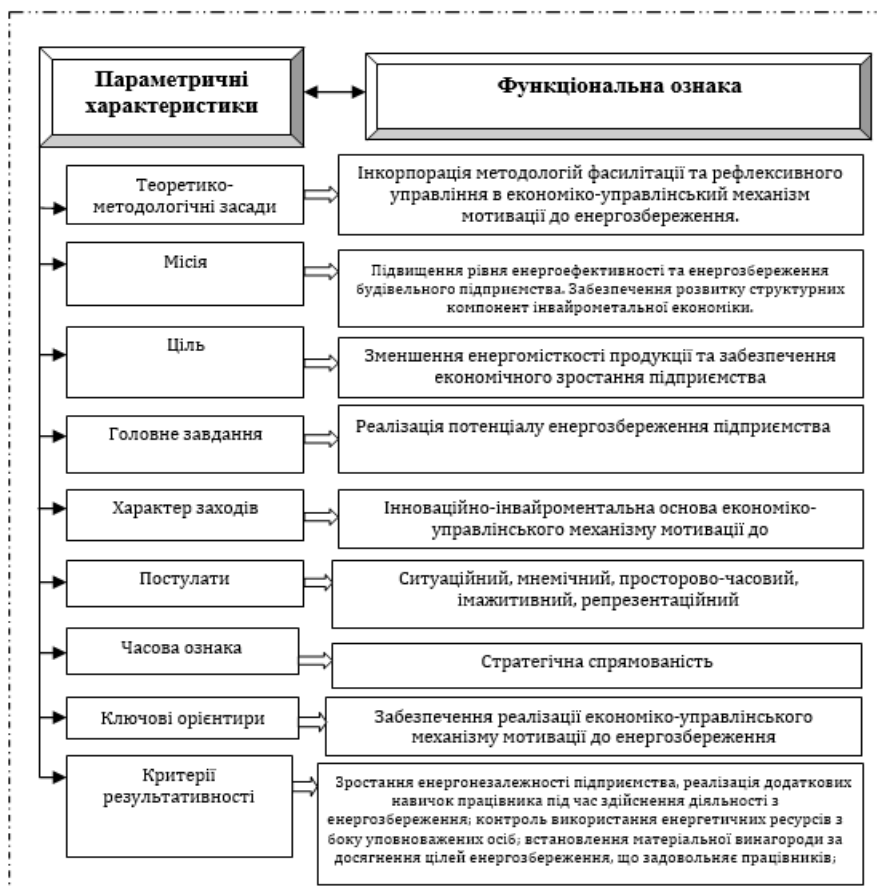 Параметричні
характеристики
Функціональна ознака
Теоретико-
методологічні засади
Інкорпорація методологій фасилітації та рефлексивного
управління в економіко-управлінський механізм
мотивації до енергозбереження.
Місія
Підвищення рівня енергоефективності та енергозбереження
будівельного підприємства. Забезпечення розвитку структурних
компонент інвайрометальної економіки.
Ціль
Зменшення енергомісткості продукції та забезпечення
економічного зростання підприємства
Головне завдання
Реалізація потенціалу енергозбереження підприємства
Характер заходів
Інноваційно-інвайроментальна основа економіко-
управлінського механізму мотивації до
Постулати
Ситуаційний, мнемічний, просторово-часовий,
імажитивний, репрезентаційний
Часова ознака
Стратегічна спрямованість
Ключові орієнтири
Забезпечення реалізації економіко-управлінського
механізму мотивації до енергозбереження
Критерії
результативності
Зростання енергонезалежності підприємства, реалізація додаткових
навичок працівника під час здійснення діяльності з
енергозбереження; контроль використання енергетичних ресурсів з
боку уповноважених осіб; встановлення матеріальної винагороди за
досягнення цілей енергозбереження, що задовольняє працівників;